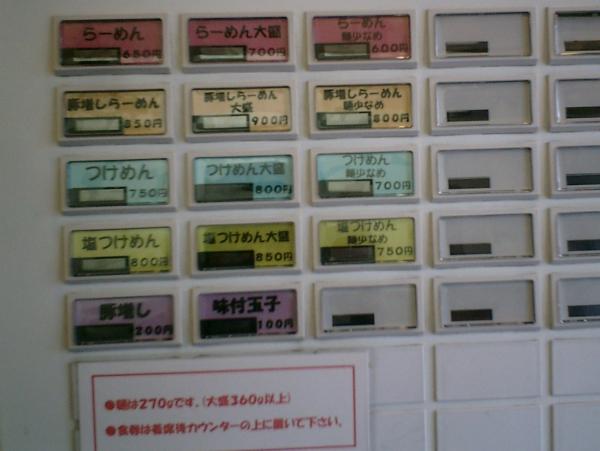 らーめん
650円
らーめん大盛
700円
らーめん
麺少なめ
600円
豚増しらーめん
850円
豚増しらーめん
大盛
900円
豚増しらーめん
麺少なめ
800円
つけめん
750円
つけめん大盛
800円
つけめん
麺少なめ
700円
塩つけめん
800円
塩つけめん大盛
850円
塩つけめん
麺少なめ
750円
豚増し
200円
味付玉子
100円
●麺は270gです。(大盛360g以上)
●食券は着席後カウンターの上に置いて下さい。